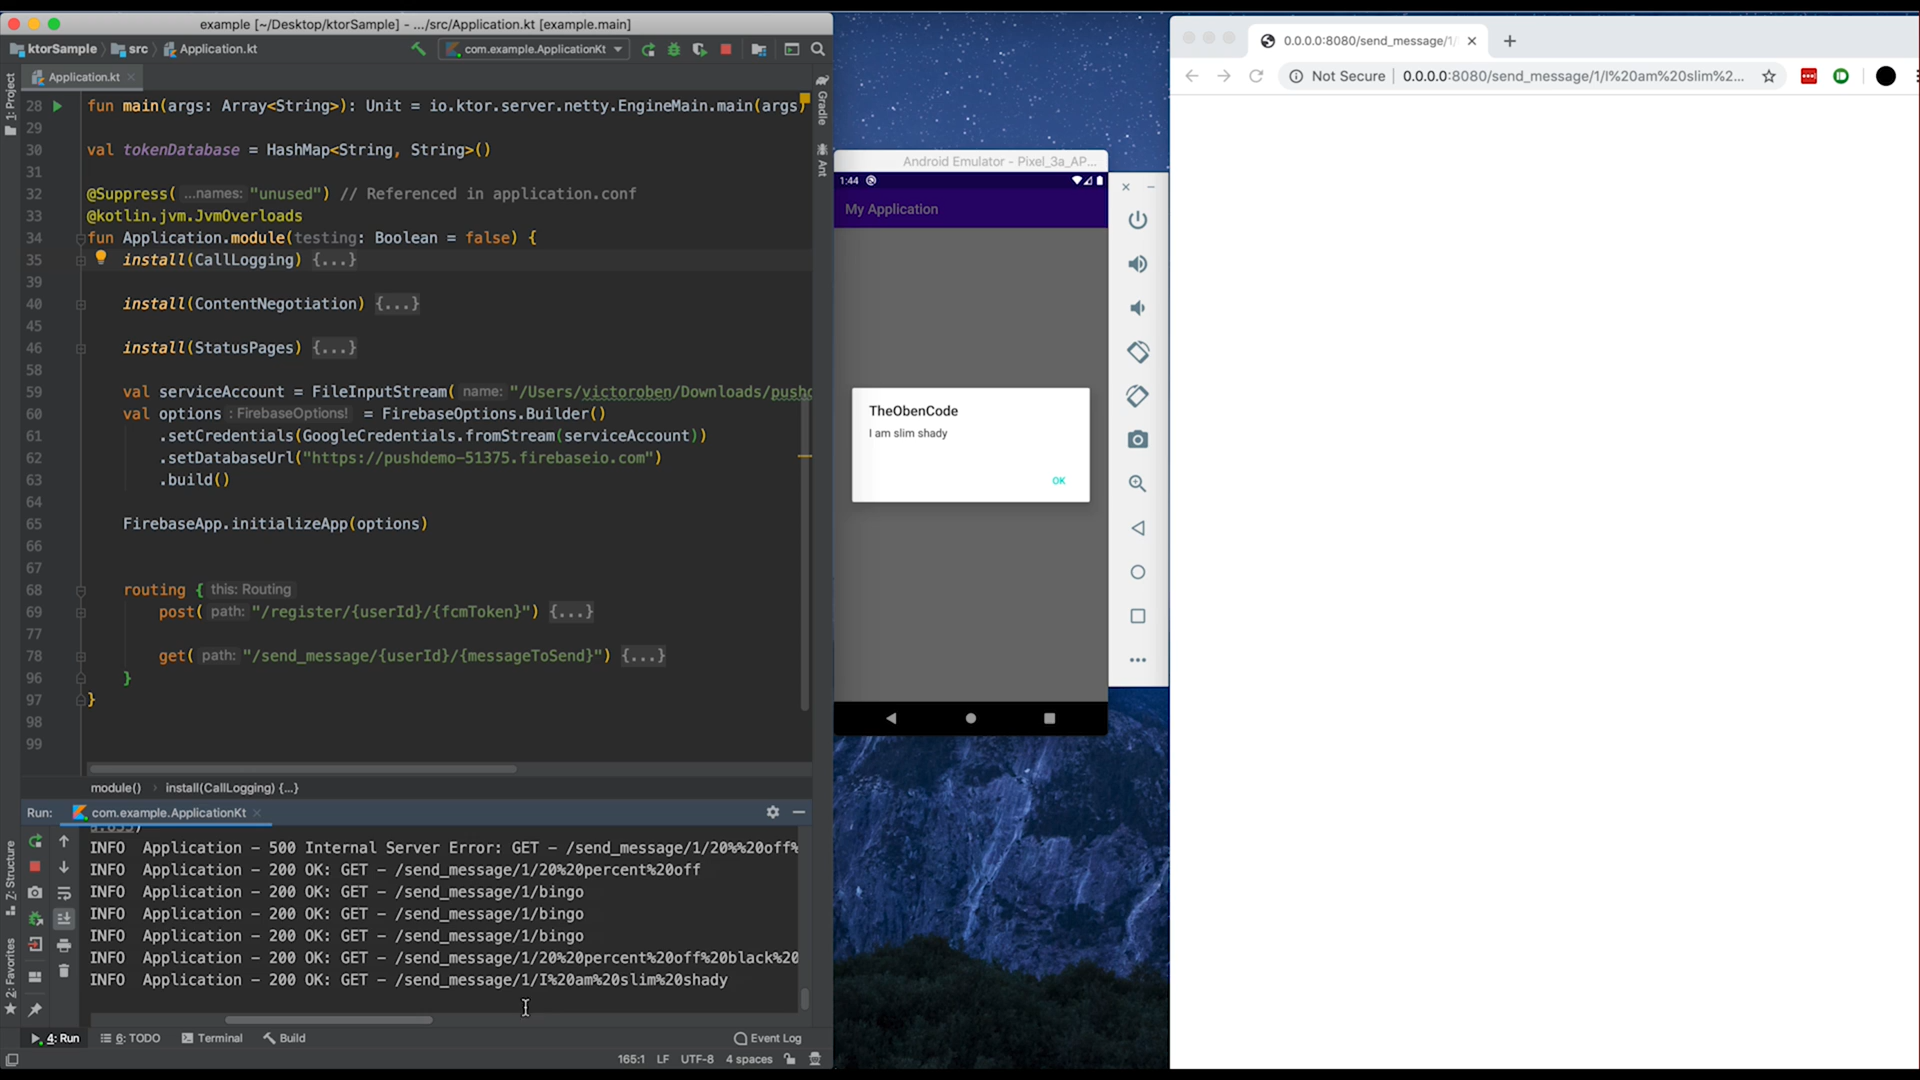 example [~/Desktop/ktorSample] - .../src/Application.kt [example.main]
ktorSample
src
Application.kt
com.example.ApplicationKt
Application.kt
1: Project
Gradle
Ant
28 fun main(args: Array<String>): Unit = io.ktor.server.netty.EngineMain.main(args)
29
30 val tokenDatabase = HashMap<String, String>()
31
32 @Suppress( ...names: "unused") // Referenced in application.conf
33 @kotlin.jvm.JvmOverloads
34 fun Application.module(testing: Boolean = false) {
35 install(CallLogging) {...}
39
40 install(ContentNegotiation) {...}
45
46 install(StatusPages) {...}
58
59 val serviceAccount = FileInputStream( name: "/Users/victoroben/Downloads/pushd
60 val options : FirebaseOptions! = FirebaseOptions.Builder()
61 .setCredentials(GoogleCredentials.fromStream(serviceAccount))
62 .setDatabaseUrl("https://pushdemo-51375.firebaseio.com")
63 .build()
64
65 FirebaseApp.initializeApp(options)
66
67
68 routing { this: Routing
69 post( path: "/register/{userId}/{fcmToken}") {...}
77
78 get( path: "/send_message/{userId}/{messageToSend}") {...}
96 }
97 }
98
99
module() › install(CallLogging) {...}
Run: com.example.ApplicationKt
INFO Application - 500 Internal Server Error: GET - /send_message/1/20%%20off%
INFO Application - 200 OK: GET - /send_message/1/20%20percent%20off
INFO Application - 200 OK: GET - /send_message/1/bingo
INFO Application - 200 OK: GET - /send_message/1/bingo
INFO Application - 200 OK: GET - /send_message/1/bingo
INFO Application - 200 OK: GET - /send_message/1/20%20percent%20off%20black%20
INFO Application - 200 OK: GET - /send_message/1/I%20am%20slim%20shady
Z: Structure
2: Favorites
4: Run
6: TODO
Terminal
Build
Event Log
165:1 LF UTF-8 4 spaces
Android Emulator - Pixel_3a_AP...
1:44
My Application
TheObenCode
I am slim shady
OK
0.0.0.0:8080/send_message/1/
Not Secure | 0.0.0.0:8080/send_message/1/I%20am%20slim%2...